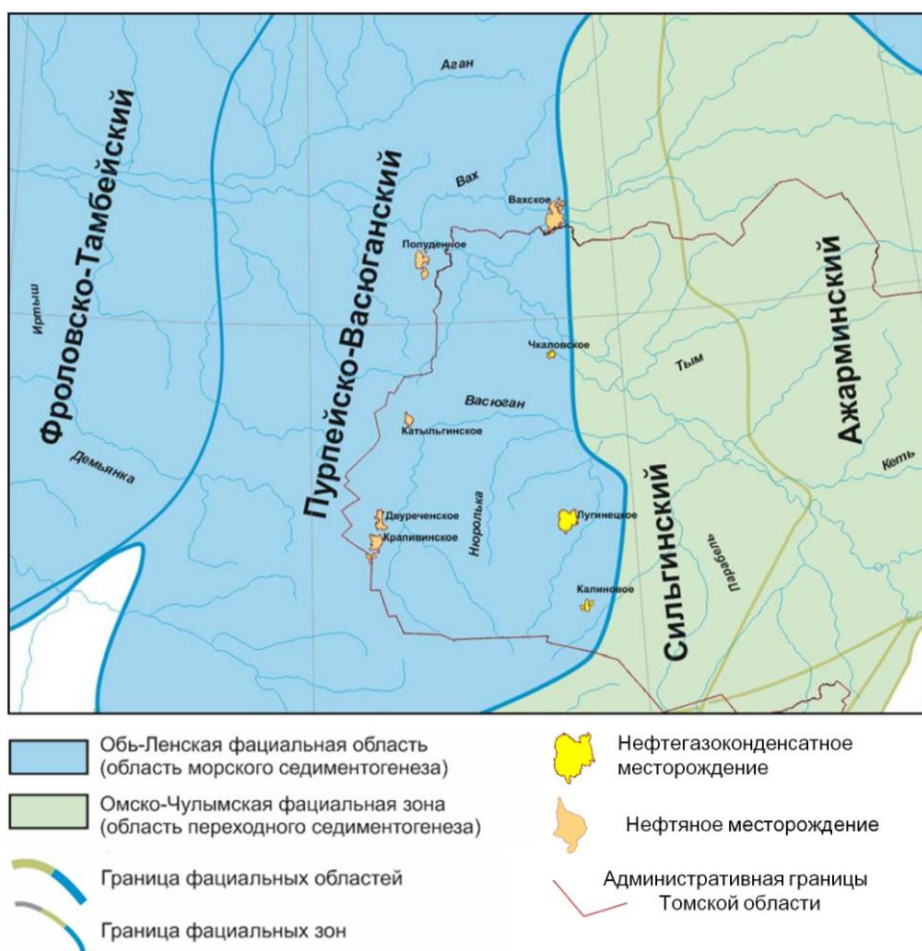 Аган
Фроловско-Тамбейский
Пурпейско-Васюганский
Вах
Вахское
Полуденное
Иртыш
Чкаловское
Тым
Ажарминский
Васюган
Катыльгинское
Кеть
Демьянка
Двуреченское
Лугинецкое
Крапивинское
Нюролька
Сильгинский
Парабель
Калиновое
Обь-Ленская фациальная область
(область морского седиментогенеза)
Омско-Чулымская фациальная зона
(область переходного седиментогенеза)
Граница фациальных областей
Граница фациальных зон
Нефтегазоконденсатное
месторождение
Нефтяное месторождение
Административная границы
Томской области